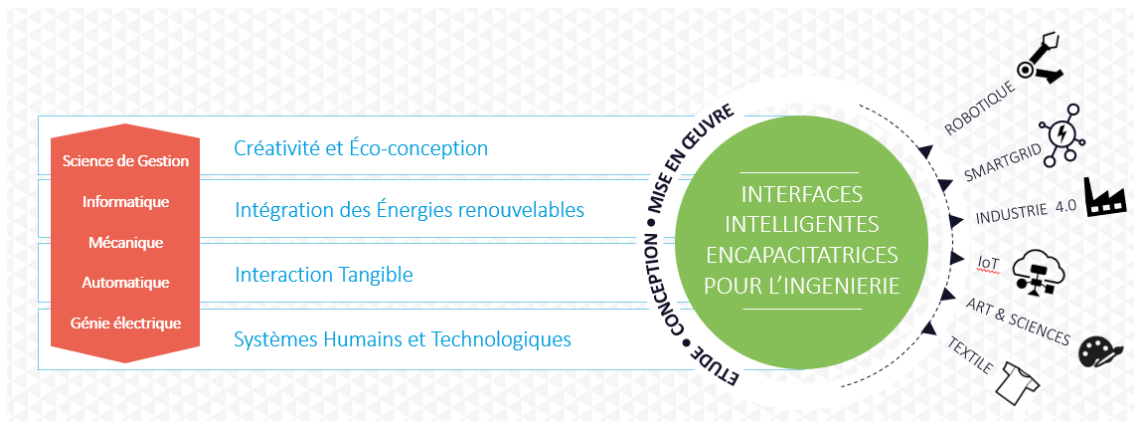 Science de Gestion
Informatique
Mécanique
Automatique
Génie électrique
Créativité et Éco-conception
Intégration des Énergies renouvelables
Interaction Tangible
Systèmes Humains et Technologiques
ETUDE • CONCEPTION • MISE EN ŒUVRE
INTERFACES
INTELLIGENTES
ENCAPACITATRICES
POUR L’INGENIERIE
ROBOTIQUE
SMARTGRID
INDUSTRIE 4.0
IoT
ART & SCIENCES
TEXTILE